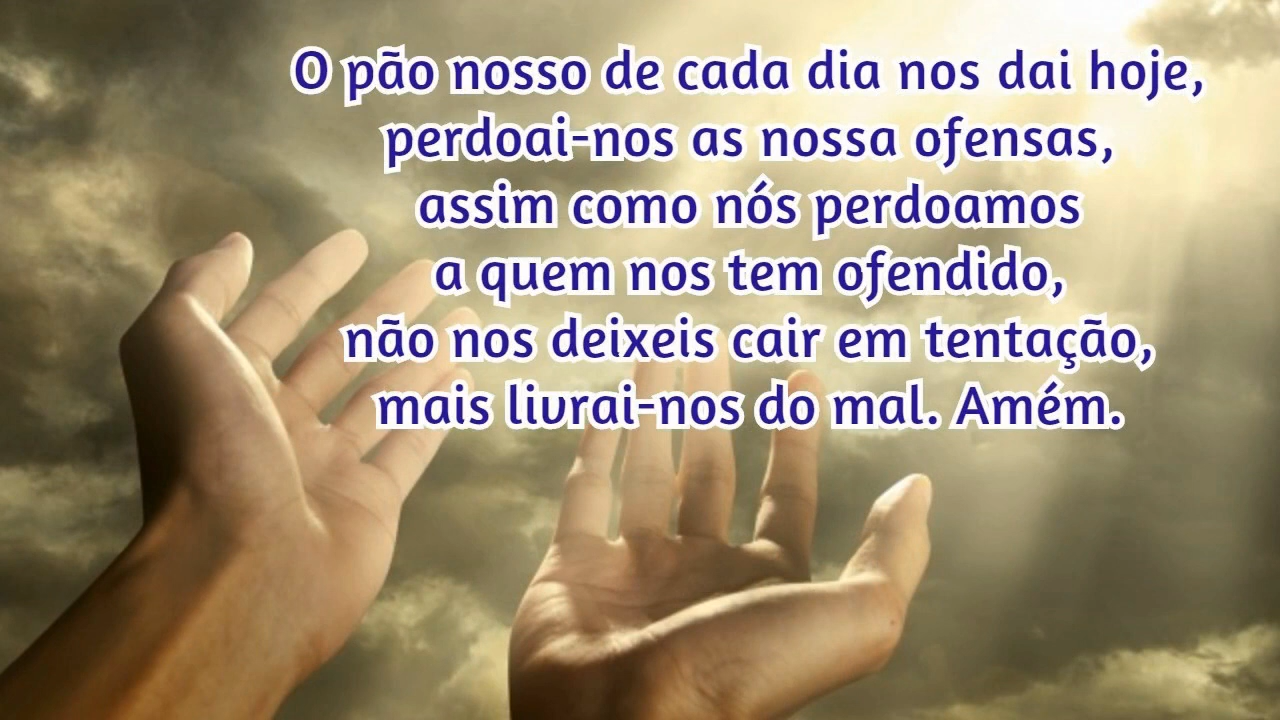 O pão nosso de cada dia nos dai hoje,
perdoai-nos as nossa ofensas,
assim como nós perdoamos
a quem nos tem ofendido,
não nos deixeis cair em tentação,
mais livrai-nos do mal. Amém.